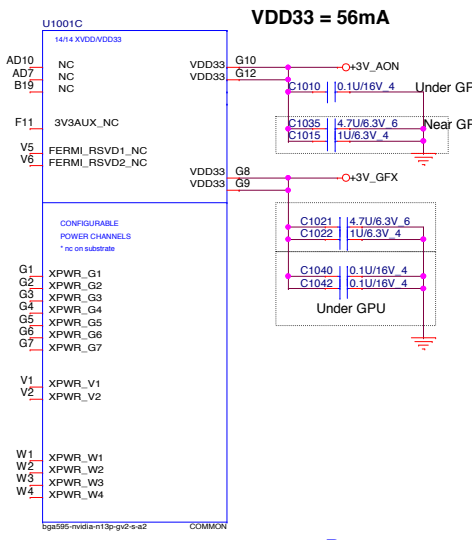 VDD33 = 56mA
U1001C
14/14 XVDD/VDD33
AD10 NC VDD33 G10 +3V_AON
AD7 NC VDD33 G12
B19 NC
C1010 0.1U/16V_4 Under GP
F11 3V3AUX_NC
C1035 4.7U/6.3V_6 Near GP
C1015 1U/6.3V_4
V5 FERMI_RSVD1_NC
V6 FERMI_RSVD2_NC
VDD33 G8 +3V_GFX
VDD33 G9
CONFIGURABLE
POWER CHANNELS
* nc on substrate
C1021 4.7U/6.3V_6
C1022 1U/6.3V_4
G1 XPWR_G1
G2 XPWR_G2
G3 XPWR_G3
G4 XPWR_G4
G5 XPWR_G5
G6 XPWR_G6
G7 XPWR_G7
C1040 0.1U/16V_4
C1042 0.1U/16V_4
Under GPU
V1 XPWR_V1
V2 XPWR_V2
W1 XPWR_W1
W2 XPWR_W2
W3 XPWR_W3
W4 XPWR_W4
bga595-nvidia-n13p-gv2-s-a2 COMMON